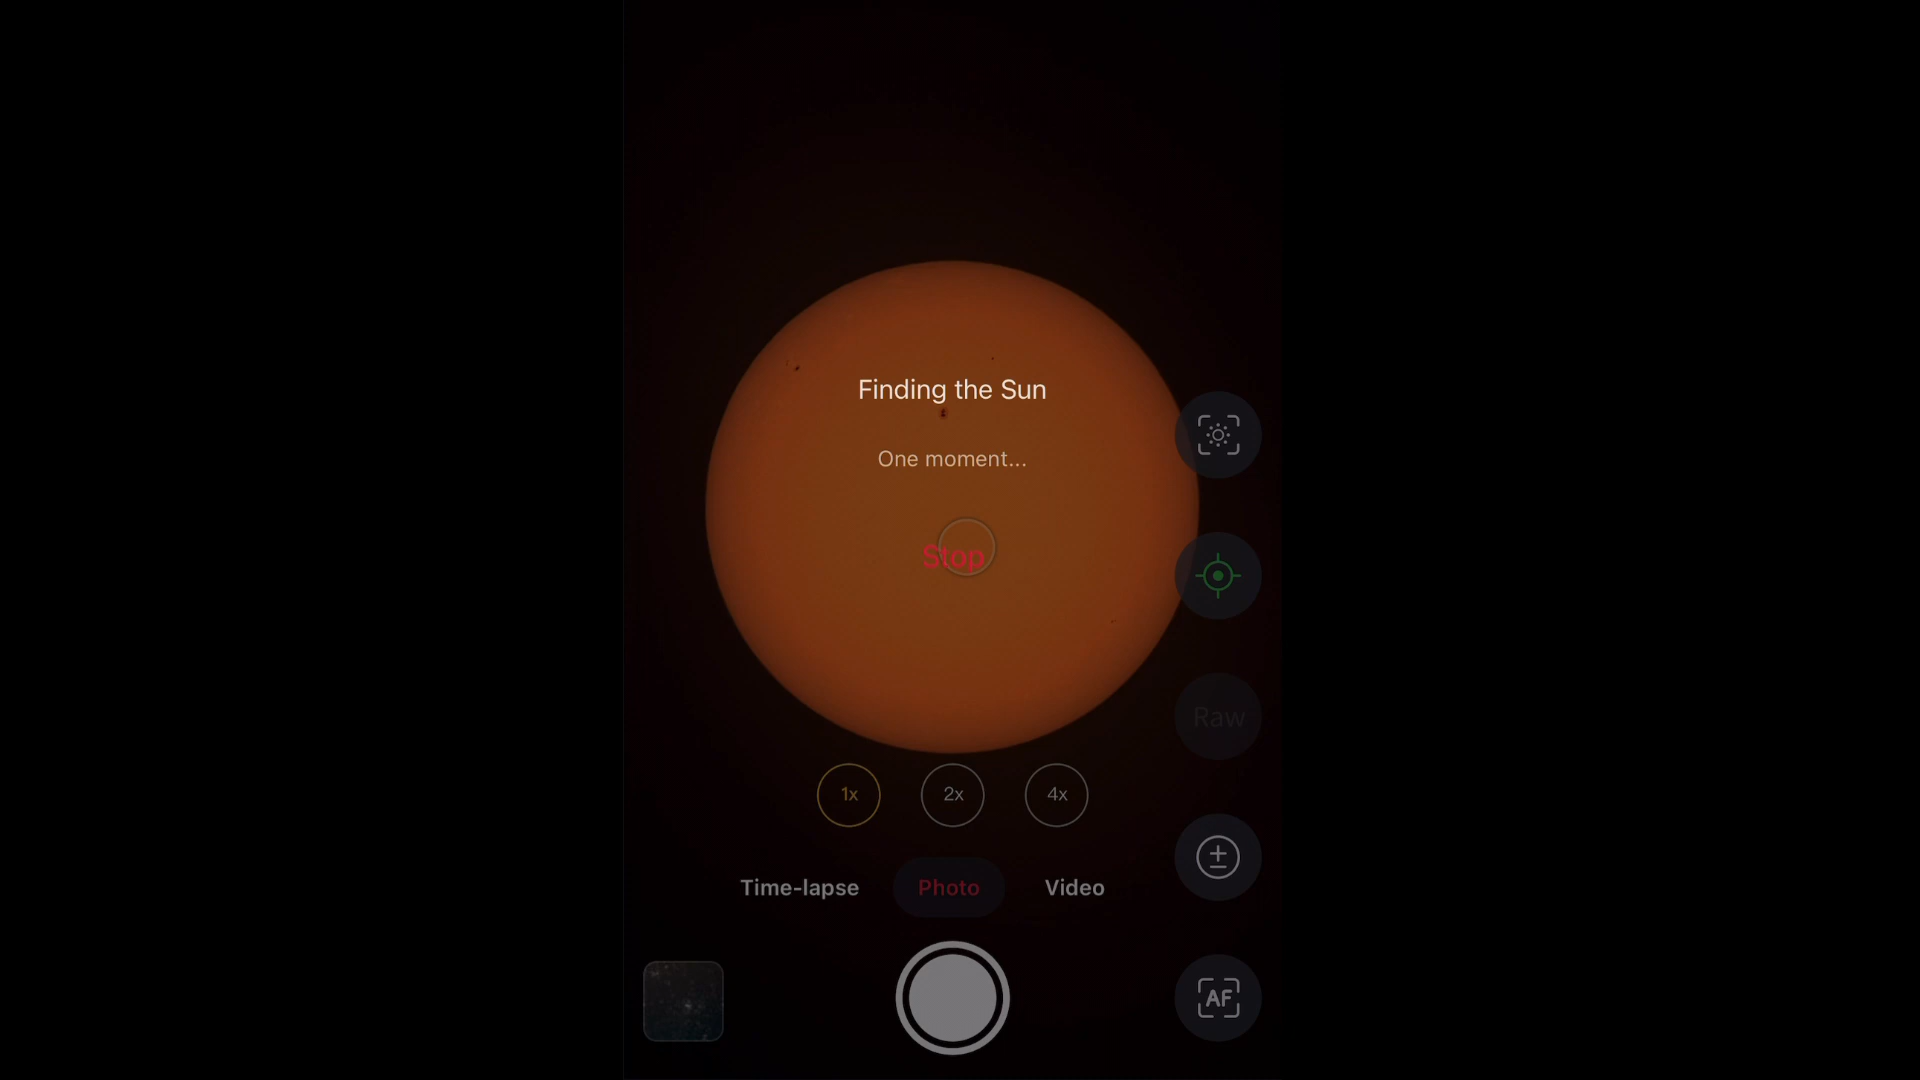 Finding the Sun
One moment...
Stop
Raw
1x 2x 4x
Time-lapse Photo Video
AF